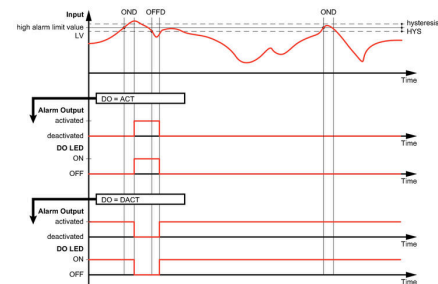 OND OFFD OND
Input
hysteresis
high alarm limit value
HYS
LV
Time
DO = ACT
Alarm Output
activated
deactivated
Time
DO LED
ON
OFF
Time
DO = DACT
Alarm Output
activated
deactivated
Time
DO LED
ON
OFF
Time